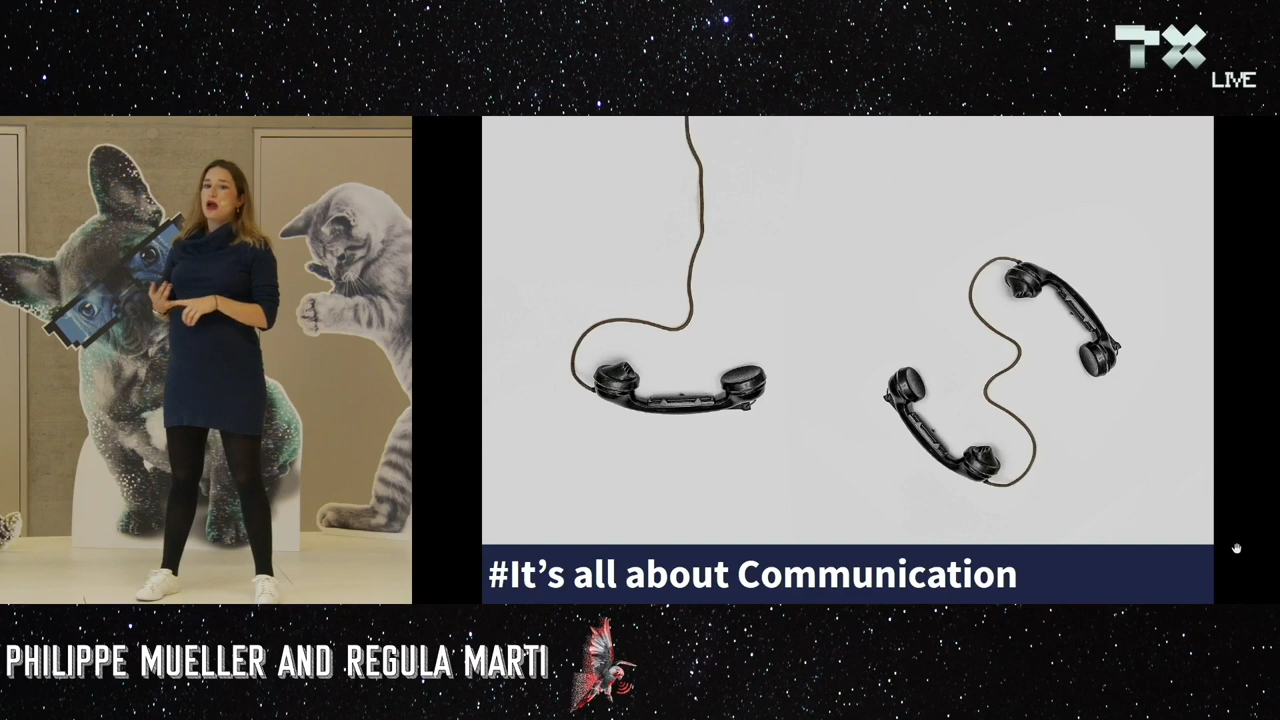 TX
LIVE
#It’s all about Communication
PHILIPPE MUELLER AND REGULA MARTI